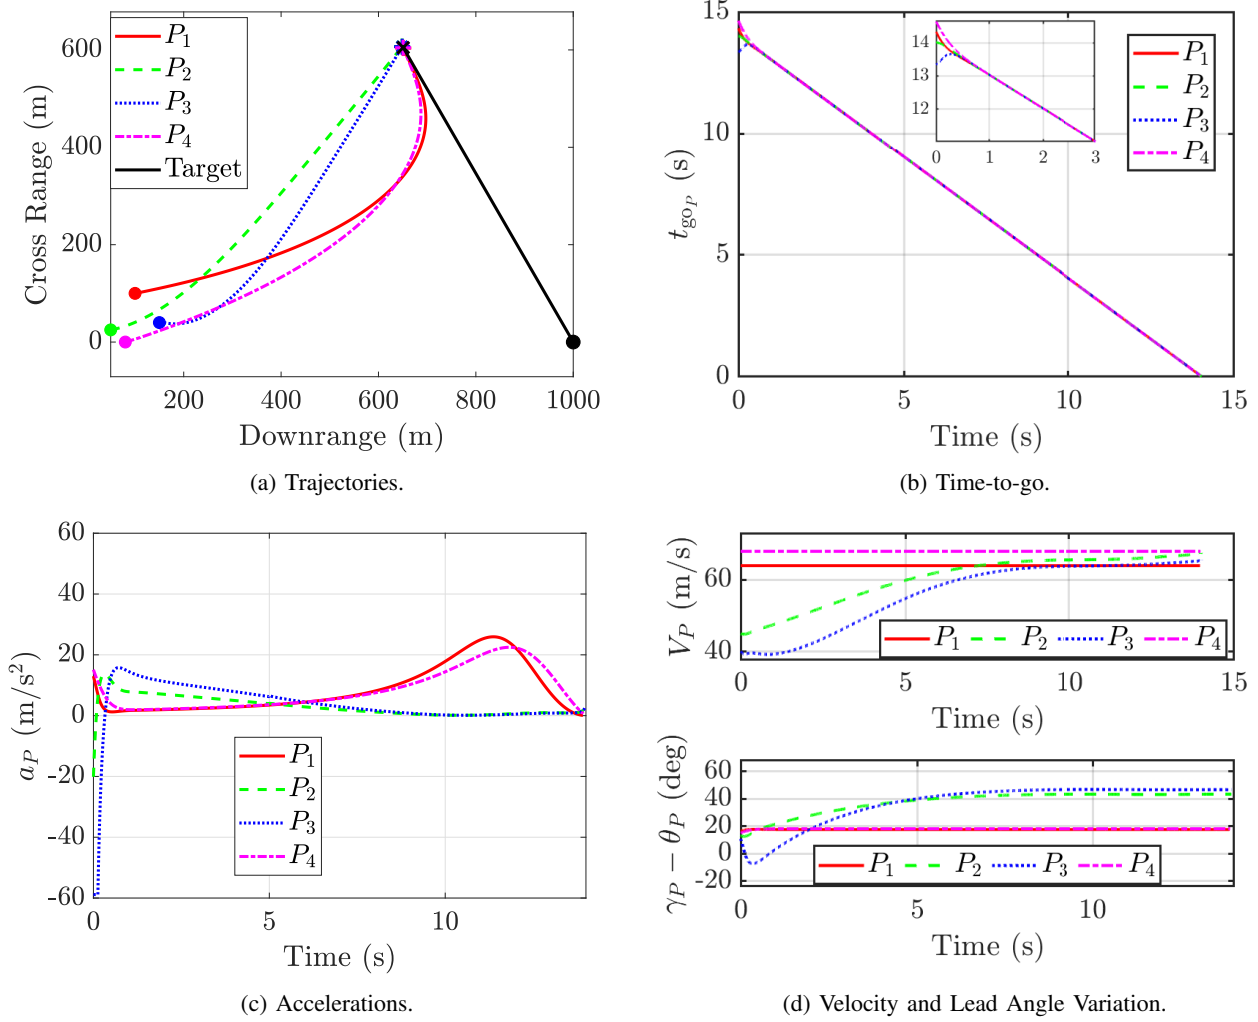 P1
P2
P3
P4
Target
600
400
200
0
200
400
600
800
1000
Cross Range (m)
Downrange (m)
(a) Trajectories.
15
10
5
0
0
5
10
15
14
13
12
0
1
2
3
P1
P2
P3
P4
tgoP (s)
Time (s)
(b) Time-to-go.
60
40
20
0
-20
-40
-60
0
5
10
P1
P2
P3
P4
aP (m/s²)
Time (s)
(c) Accelerations.
60
40
0
5
10
15
P1 P2 P3 P4
VP (m/s)
Time (s)
60
40
20
0
-20
0
5
10
P1 P2 P3 P4
γP − θP (deg)
Time (s)
(d) Velocity and Lead Angle Variation.